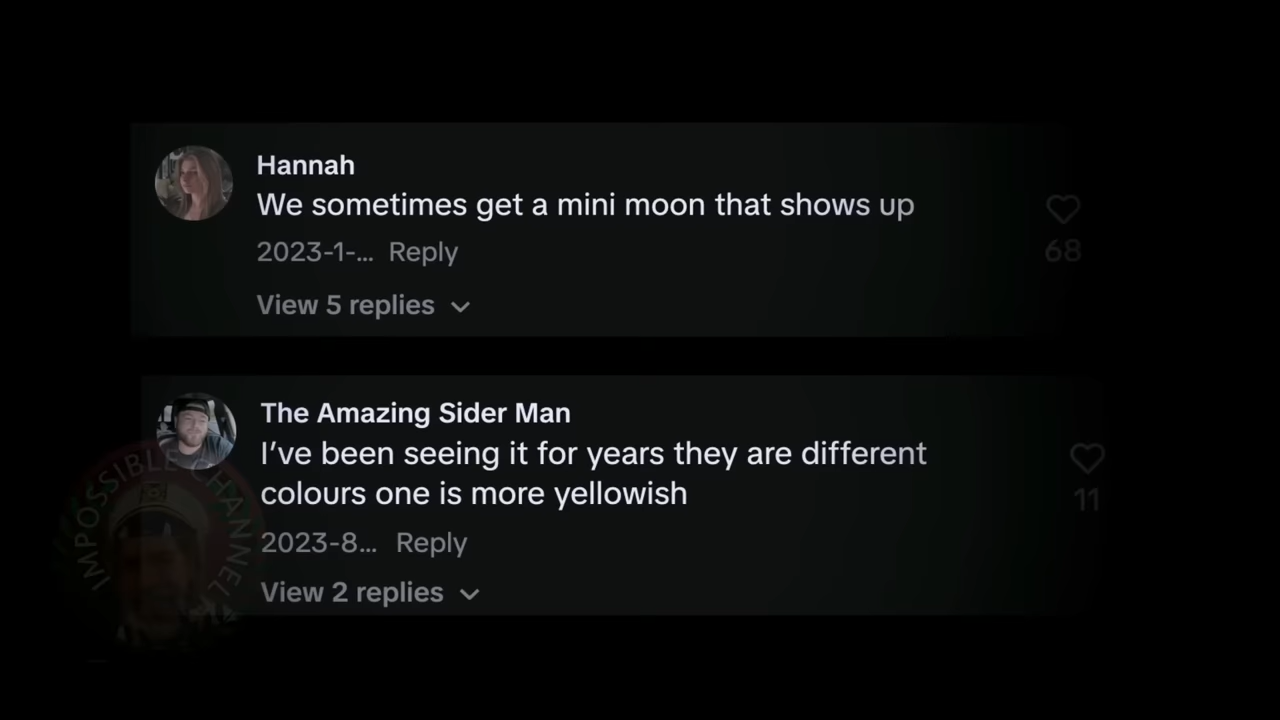 Hannah
We sometimes get a mini moon that shows up
2023-1-... Reply
68
View 5 replies
The Amazing Sider Man
I've been seeing it for years they are different
colours one is more yellowish
11
2023-8... Reply
View 2 replies
IMPOSSIBLE CHANNEL